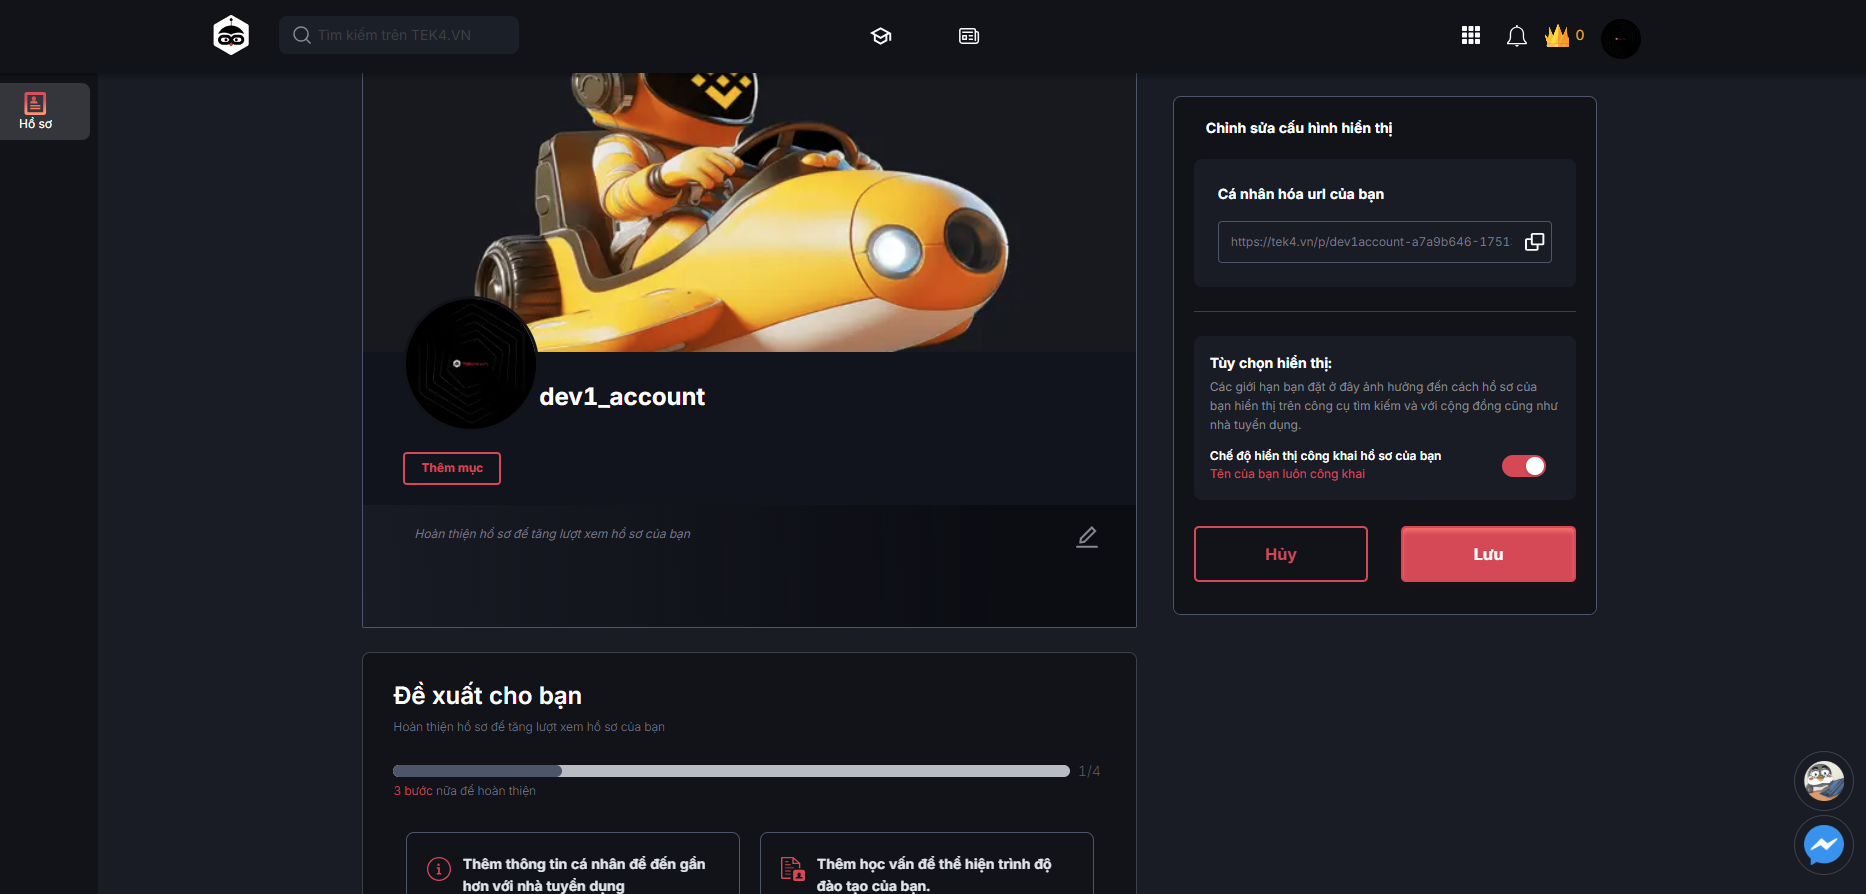 Tìm kiếm trên TEK4.VN
0
Hồ sơ
dev1_account
Thêm mục
Hoàn thiện hồ sơ để tăng lượt xem hồ sơ của bạn
Đề xuất cho bạn
Hoàn thiện hồ sơ để tăng lượt xem hồ sơ của bạn
1/4
3 bước nữa để hoàn thiện
Thêm thông tin cá nhân để đến gần
hơn với nhà tuyển dụng
Thêm học vấn để thể hiện trình độ
đào tạo của bạn.
Chỉnh sửa cấu hình hiển thị
Cá nhân hóa url của bạn
https://tek4.vn/p/dev1account-a7a9b646-1751
Tùy chọn hiển thị:
Các giới hạn bạn đặt ở đây ảnh hưởng đến cách hồ sơ của
bạn hiển thị trên công cụ tìm kiếm và với cộng đồng cũng như
nhà tuyển dụng.
Chế độ hiển thị công khai hồ sơ của bạn
Tên của bạn luôn công khai
Hủy
Lưu